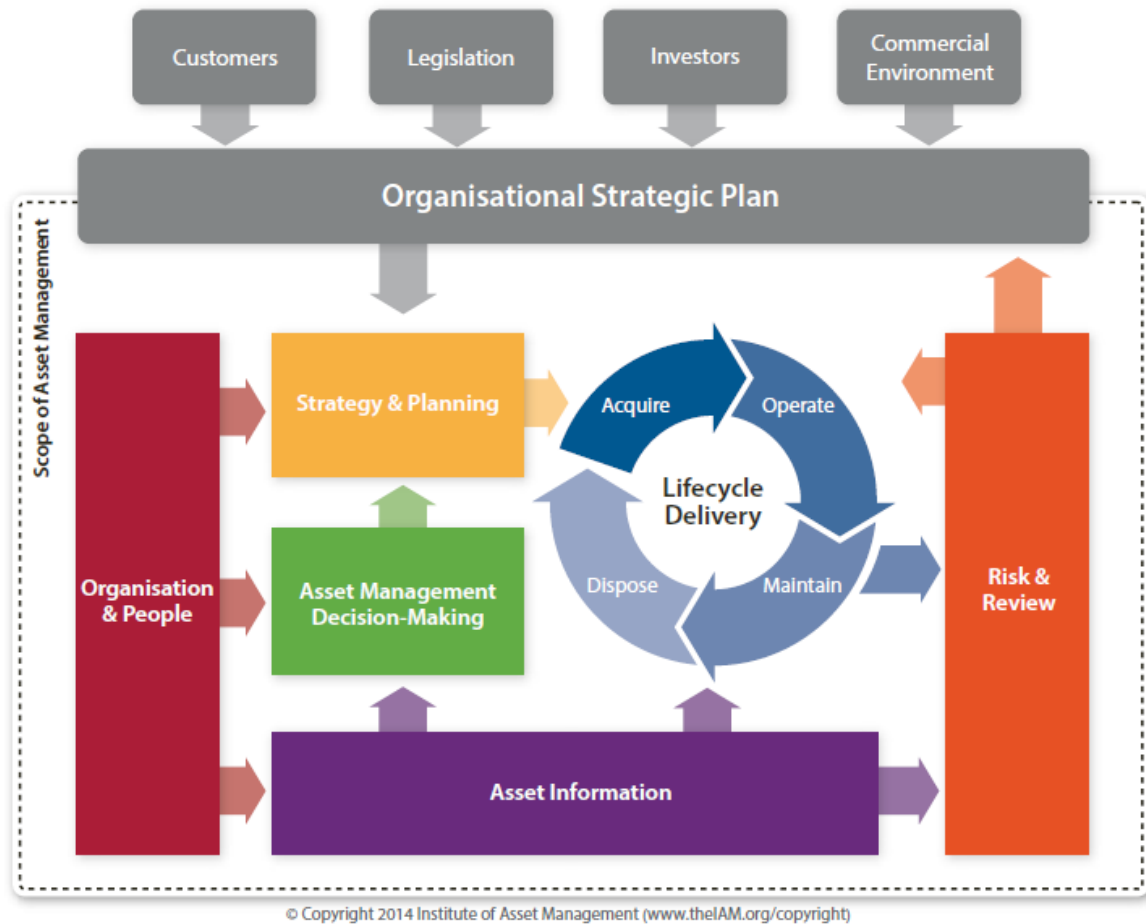 Customers
Legislation
Investors
Commercial
Environment
Organisational Strategic Plan
Scope of Asset Management
Strategy & Planning
Acquire
Operate
Lifecycle
Delivery
Organisation
& People
Asset Management
Decision-Making
Dispose
Maintain
Risk &
Review
Asset Information
© Copyright 2014 Institute of Asset Management (www.theIAM.org/copyright)